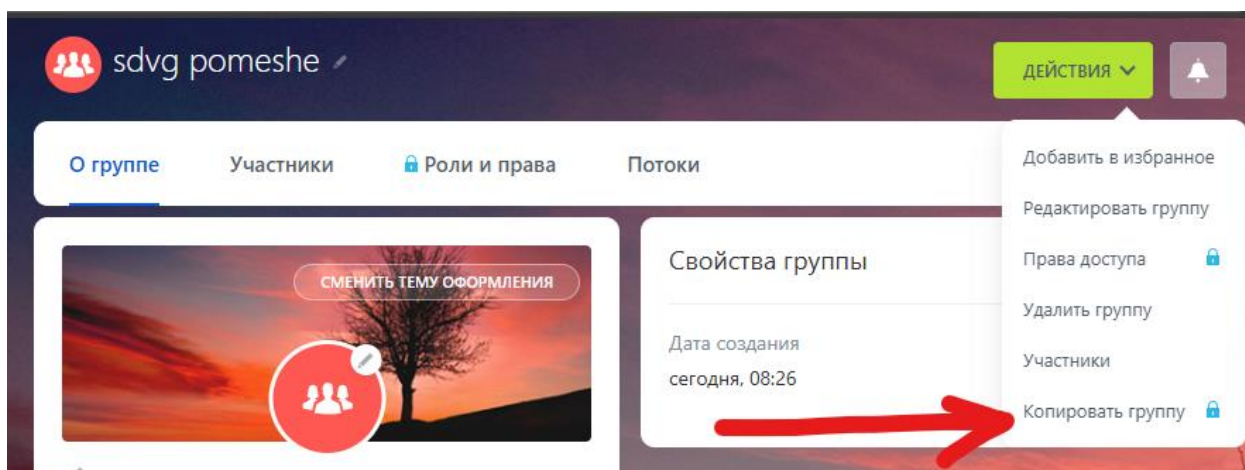 sdvg pomeshe
ДЕЙСТВИЯ
О группе Участники Роли и права Потоки
СМЕНИТЬ ТЕМУ ОФОРМЛЕНИЯ
Свойства группы
Дата создания
сегодня, 08:26
Добавить в избранное
Редактировать группу
Права доступа
Удалить группу
Участники
Копировать группу